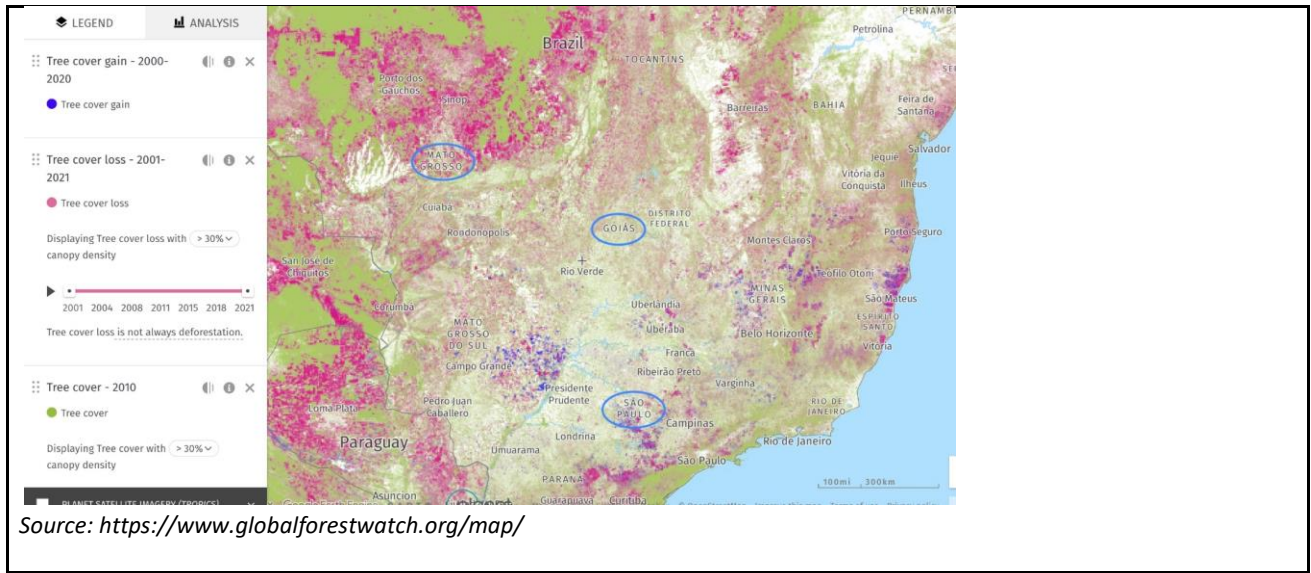 LEGEND
ANALYSIS
Tree cover gain - 2000-
2020
Tree cover gain
Tree cover loss - 2001-
2021
Tree cover loss
Displaying Tree cover loss with > 30%
canopy density
2001 2004 2008 2011 2015 2018 2021
Tree cover loss is not always deforestation.
Tree cover - 2010
Tree cover
Displaying Tree cover with > 30%
canopy density
PLANET SATELLITE IMAGERY (TROPICS)
PERNAMB
Petrolina
Brazil
TOCANTINS
Porto dos
Gaúchos
Sinop
Barreiras
BAHIA
Feira de
Santana
MATO
GROSSO
Salvador
Jequié
Vitória da
Conquista
Ilhéus
Cuiabá
Rondonópolis
GOIÁS
DISTRITO
FEDERAL
Montes Claros
Porto Seguro
San José de
Chiquitos
Rio Verde
Teófilo Otoni
MINAS
GERAIS
Corumbá
Uberlândia
São Mateus
MATO
GROSSO
DO SUL
Uberaba
Belo Horizonte
ESPÍRITO
SANTO
Vitória
Campo Grande
Franca
Ribeirão Preto
Varginha
Presidente
Prudente
SÃO
PAULO
RIO DE
JANEIRO
Loma Plata
Pedro Juan
Caballero
Campinas
Paraguay
Londrina
Rio de Janeiro
Umuarama
São Paulo
PARANÁ
100mi 300km
Asuncion
Guarapuava
Curitiba
Source: https://www.globalforestwatch.org/map/